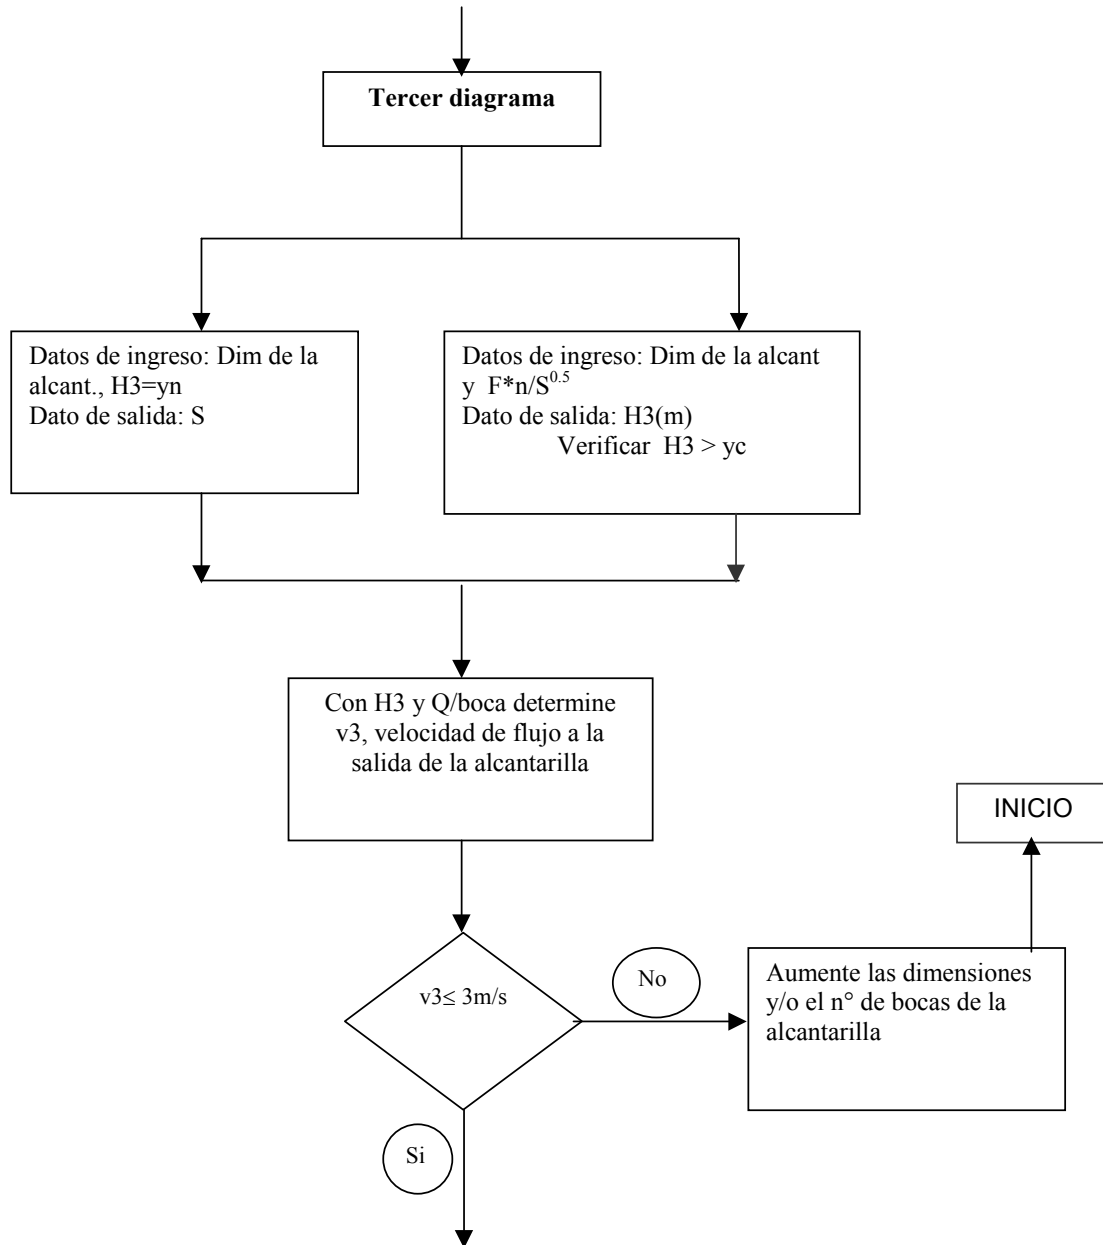 Tercer diagrama
Datos de ingreso: Dim de la
alcant., H3=yn
Dato de salida: S
Datos de ingreso: Dim de la alcant
y F*n/S^0.5
Dato de salida: H3(m)
Verificar H3 > yc
Con H3 y Q/boca determine
v3, velocidad de flujo a la
salida de la alcantarilla
INICIO
v3≤ 3m/s
No
Aumente las dimensiones
y/o el n° de bocas de la
alcantarilla
Si